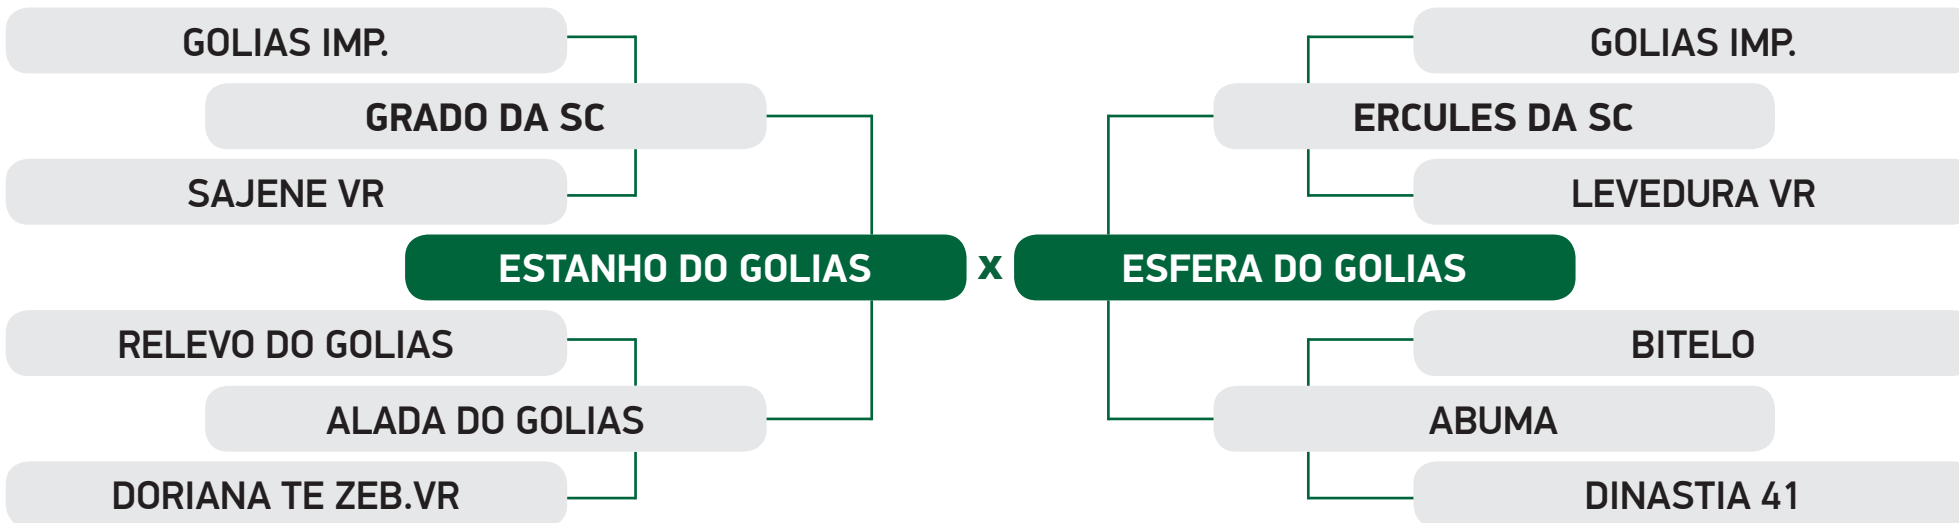 GOLIAS IMP.
GOLIAS IMP.
GRADO DA SC
ERCULES DA SC
SAJENE VR
LEVEDURA VR
ESTANHO DO GOLIAS x ESFERA DO GOLIAS
RELEVO DO GOLIAS
BITELO
ALADA DO GOLIAS
ABUMA
DORIANA TE ZEB.VR
DINASTIA 41